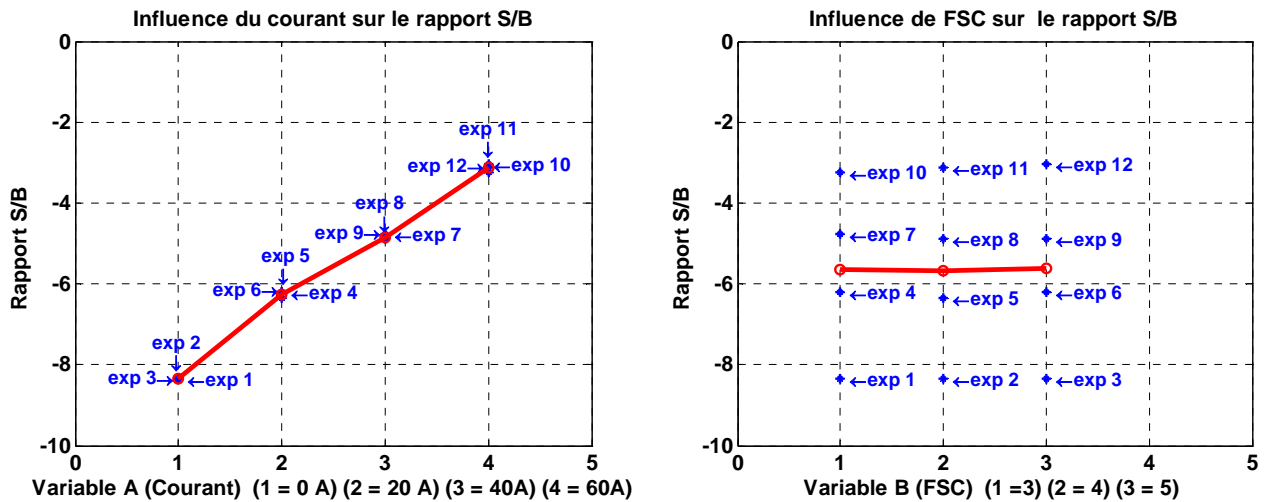 Influence du courant sur le rapport S/B
0
-2
-4
-6
-8
-10
Rapport S/B
exp 11
exp 12
exp 10
exp 8
exp 9
exp 7
exp 5
exp 6
exp 4
exp 2
exp 3
exp 1
0 1 2 3 4 5
Variable A (Courant) (1 = 0 A) (2 = 20 A) (3 = 40A) (4 = 60A)
Influence de FSC sur le rapport S/B
0
-2
-4
-6
-8
-10
Rapport S/B
exp 10
exp 11
exp 12
exp 7
exp 8
exp 9
exp 4
exp 5
exp 6
exp 1
exp 2
exp 3
0 1 2 3 4 5
Variable B (FSC) (1 =3) (2 = 4) (3 = 5)